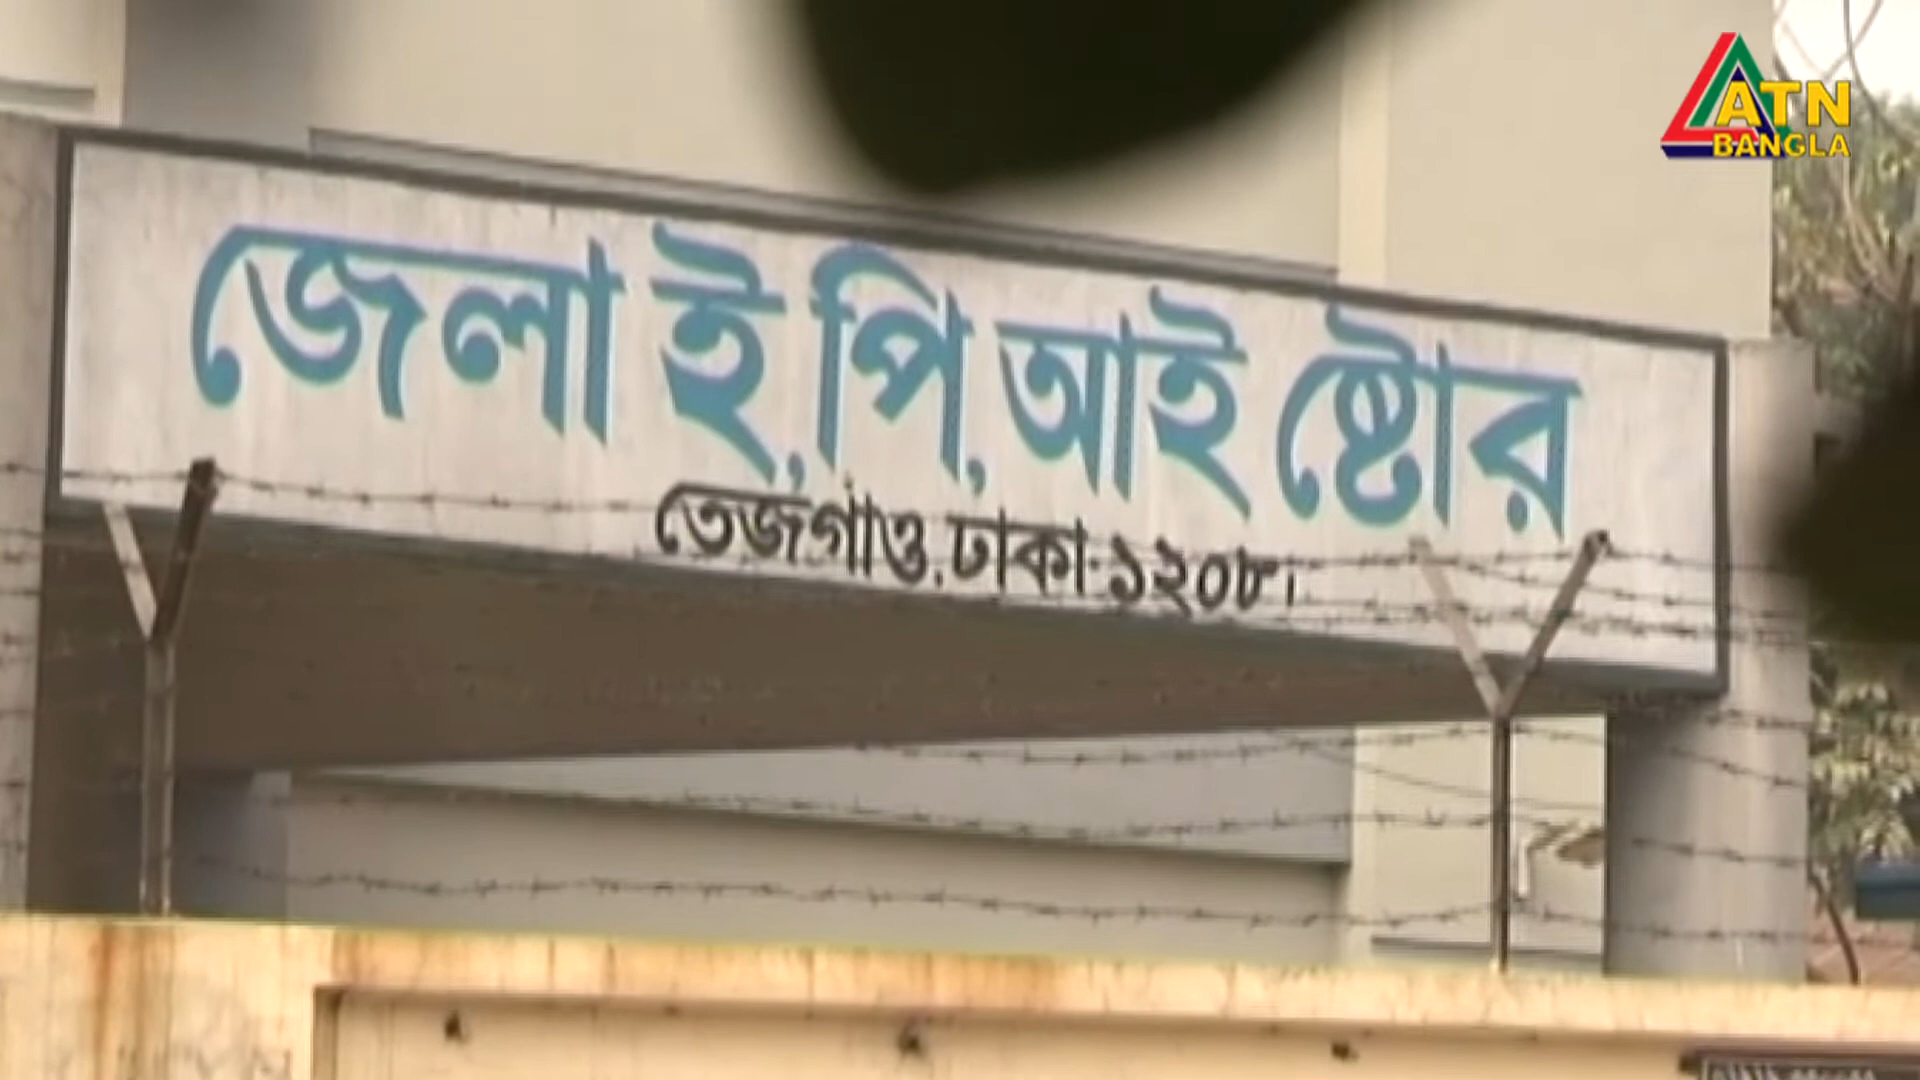 ATN
BANGLA
জেলা ই,পি,আই ষ্টোর
তেজগাঁও, ঢাকা-১২০৮।